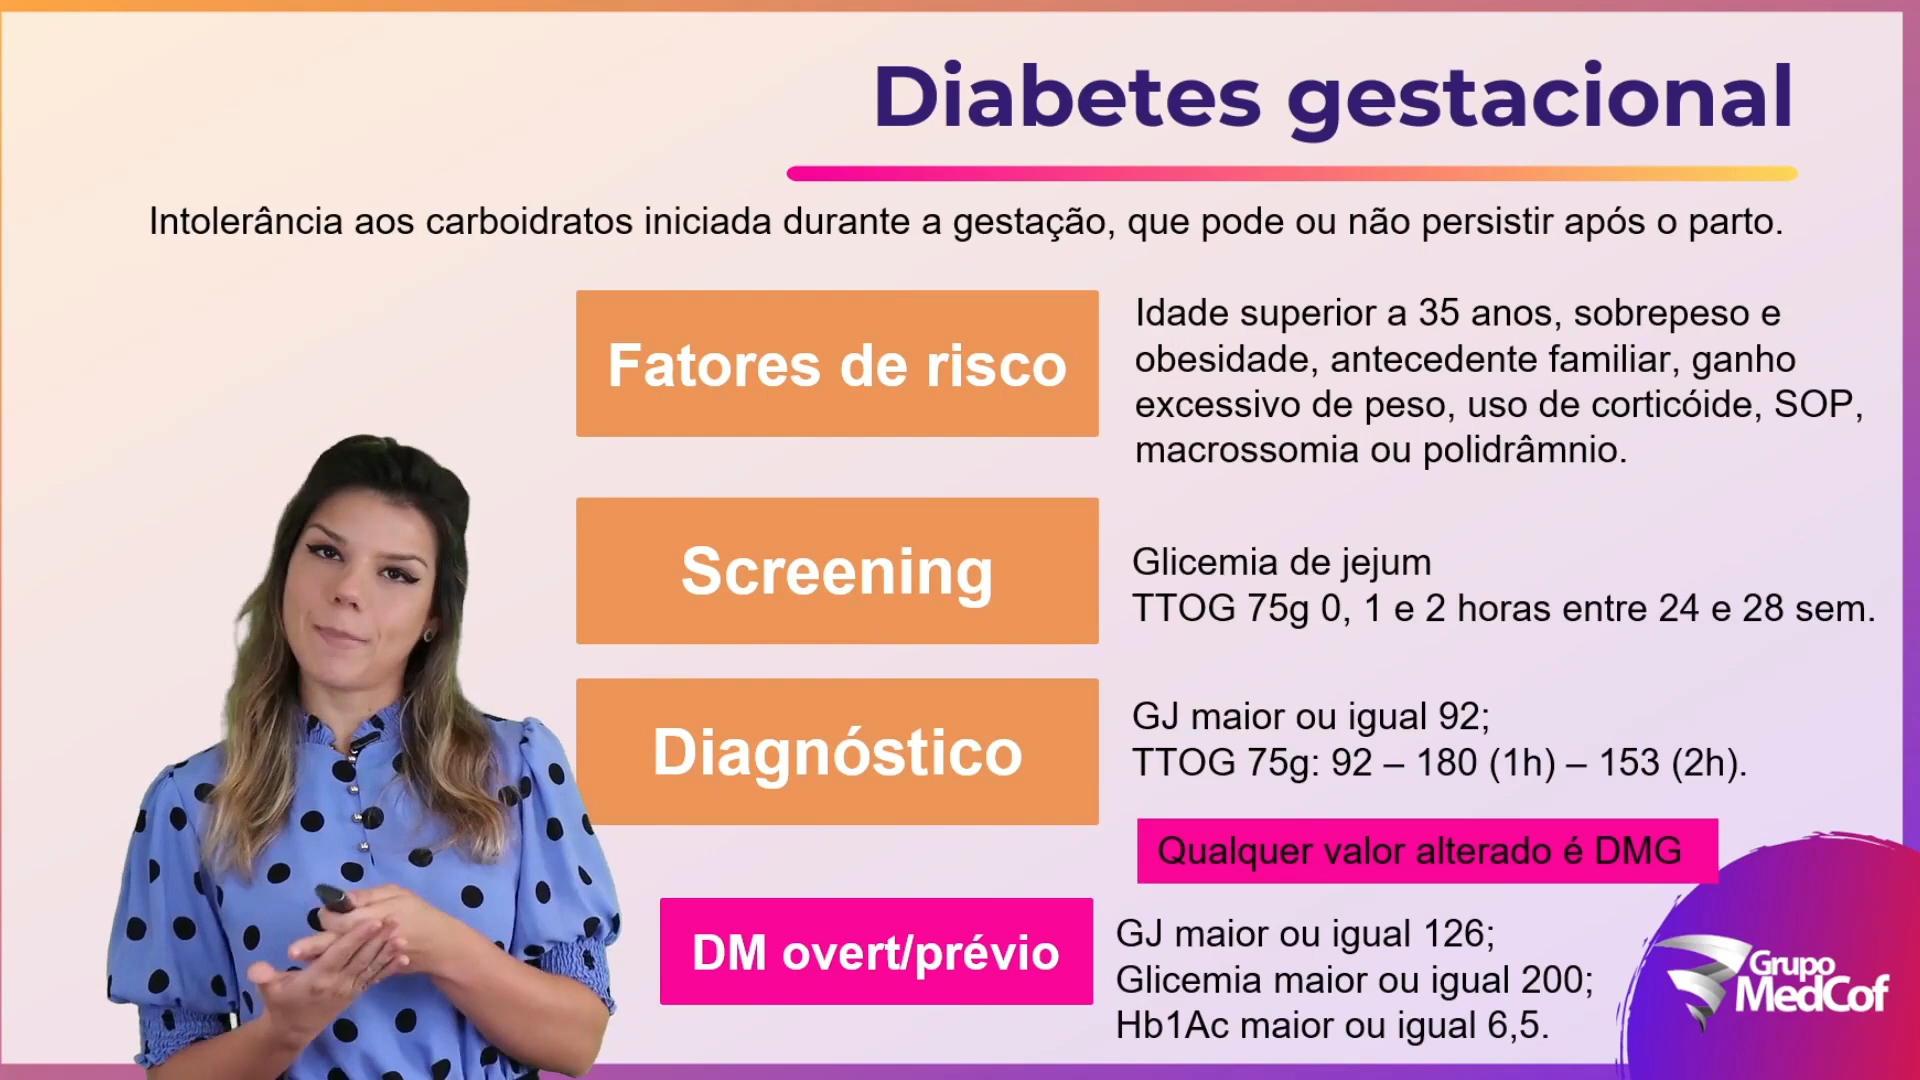 Diabetes gestacional
Intolerância aos carboidratos iniciada durante a gestação, que pode ou não persistir após o parto.
Fatores de risco
Idade superior a 35 anos, sobrepeso e
obesidade, antecedente familiar, ganho
excessivo de peso, uso de corticóide, SOP,
macrossomia ou polidrâmnio.
Screening
Glicemia de jejum
TTOG 75g 0, 1 e 2 horas entre 24 e 28 sem.
Diagnóstico
GJ maior ou igual 92;
TTOG 75g: 92 – 180 (1h) – 153 (2h).
Qualquer valor alterado é DMG
DM overt/prévio
GJ maior ou igual 126;
Glicemia maior ou igual 200;
Hb1Ac maior ou igual 6,5.
Grupo
MedCof